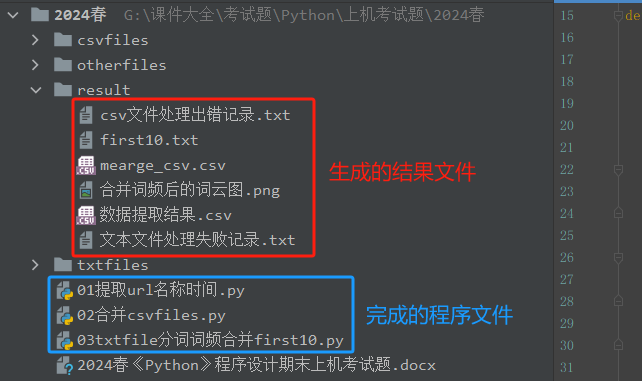 2024春 G:\课件大全\考试题\Python\上机考试题\2024春
csvfiles
otherfiles
result
csv文件处理出错记录.txt
first10.txt
mearge_csv.csv
合并词频后的词云图.png
数据提取结果.csv
文本文件处理失败记录.txt
生成的结果文件
txtfiles
01提取url名称时间.py
02合并csvfiles.py
03txtfile分词词频合并first10.py
完成的程序文件
2024春《Python》程序设计期末上机考试题.docx
15 de
16
17
18
19
20
21
22
23
24
25
26
27
28
29
30
31